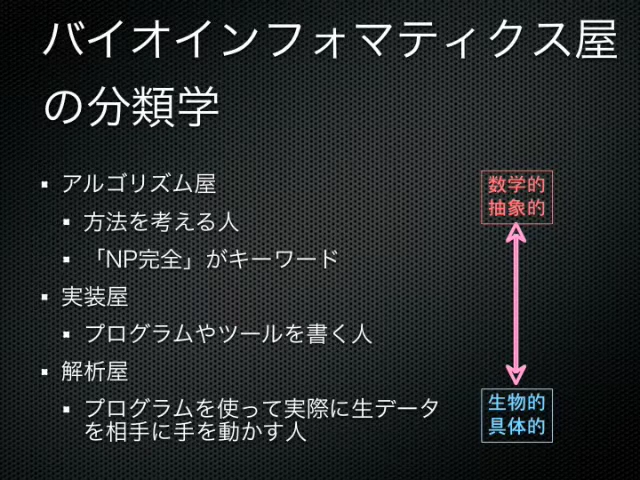 バイオインフォマティクス屋
の分類学
アルゴリズム屋
方法を考える人
「NP完全」がキーワード
実装屋
プログラムやツールを書く人
解析屋
プログラムを使って実際に生データ
を相手に手を動かす人
数学的
抽象的
生物的
具体的